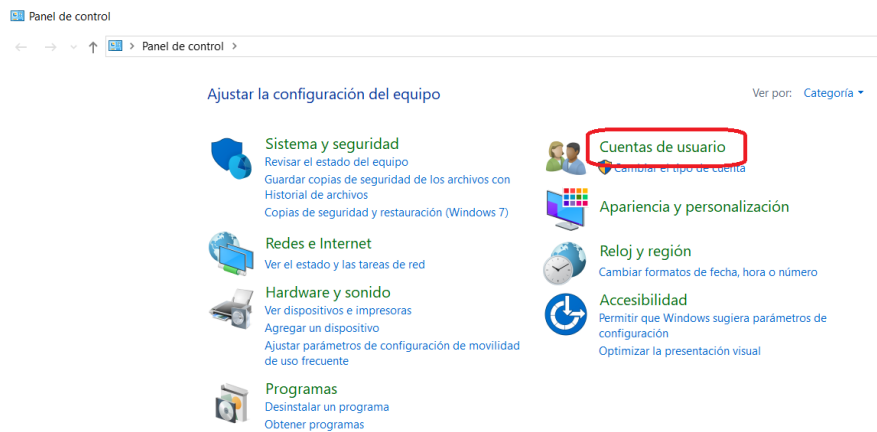 Panel de control
Panel de control
Ajustar la configuración del equipo
Ver por: Categoría
Sistema y seguridad
Revisar el estado del equipo
Guardar copias de seguridad de los archivos con
Historial de archivos
Copias de seguridad y restauración (Windows 7)
Redes e Internet
Ver el estado y las tareas de red
Hardware y sonido
Ver dispositivos e impresoras
Agregar un dispositivo
Ajustar parámetros de configuración de movilidad
de uso frecuente
Programas
Desinstalar un programa
Obtener programas
Cuentas de usuario
Cambiar el tipo de cuenta
Apariencia y personalización
Reloj y región
Cambiar formatos de fecha, hora o número
Accesibilidad
Permitir que Windows sugiera parámetros de
configuración
Optimizar la presentación visual